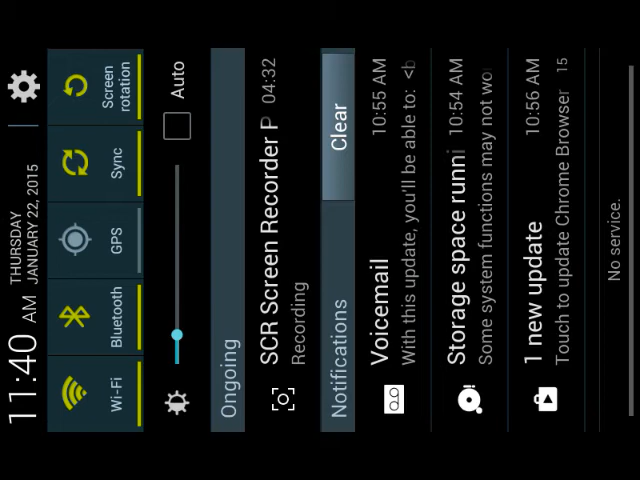 11:40 AM THURSDAY
JANUARY 22, 2015
Wi-Fi Bluetooth GPS Sync Screen
rotation
Auto
Ongoing
SCR Screen Recorder P 04:32
Recording
Notifications Clear
Voicemail 10:55 AM
With this update, you'll be able to: <b
Storage space runni 10:54 AM
Some system functions may not wo
1 new update 10:56 AM
Touch to update Chrome Browser 15
No service.